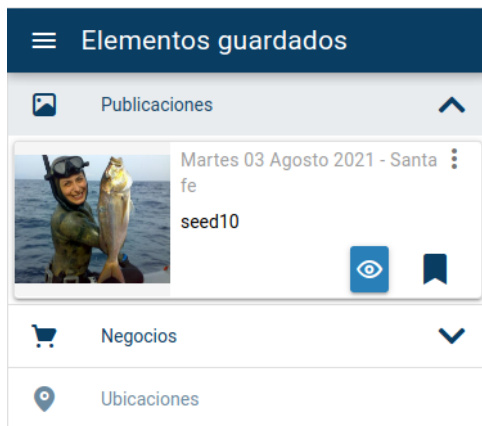 Elementos guardados
Publicaciones
Martes 03 Agosto 2021 - Santa
fe
seed10
Negocios
Ubicaciones